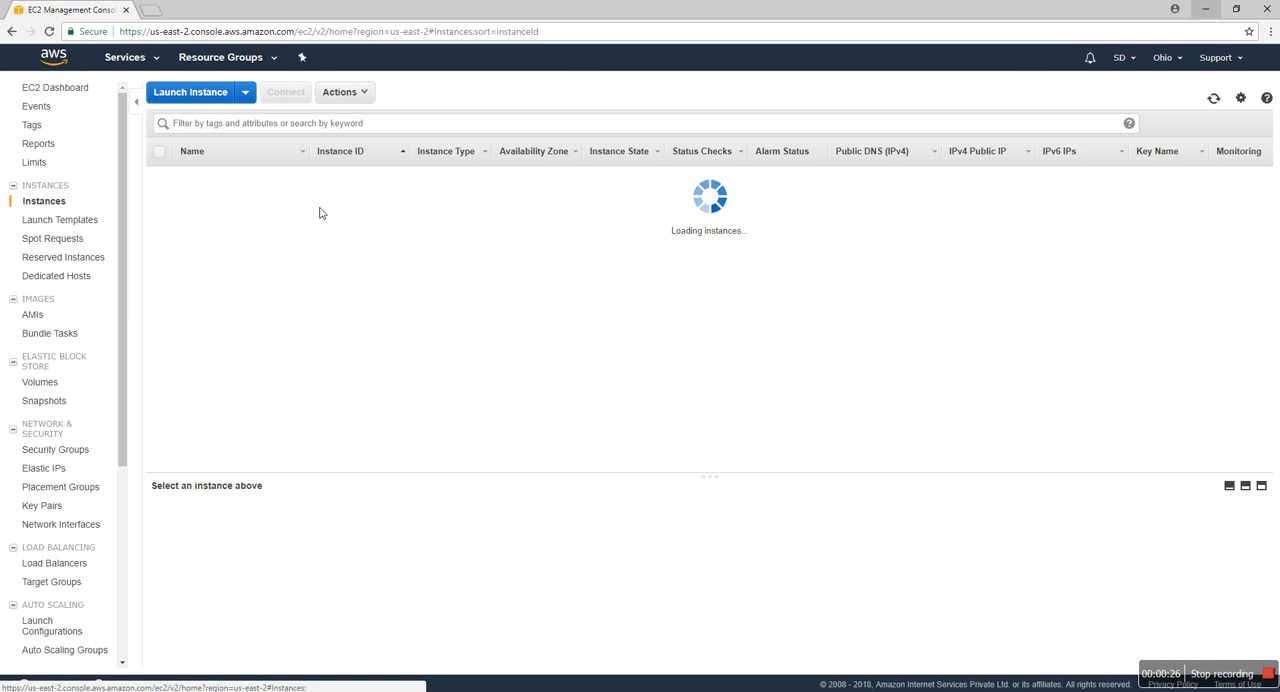 EC2 Management Conso
Secure https://us-east-2.console.aws.amazon.com/ec2/v2/home?region=us-east-2#Instances:sort=instanceId
aws Services Resource Groups SD Ohio Support
EC2 Dashboard
Events
Tags
Reports
Limits
INSTANCES
Instances
Launch Templates
Spot Requests
Reserved Instances
Dedicated Hosts
IMAGES
AMIs
Bundle Tasks
ELASTIC BLOCK
STORE
Volumes
Snapshots
NETWORK &
SECURITY
Security Groups
Elastic IPs
Placement Groups
Key Pairs
Network Interfaces
LOAD BALANCING
Load Balancers
Target Groups
AUTO SCALING
Launch
Configurations
Auto Scaling Groups
Launch Instance Connect Actions
Filter by tags and attributes or search by keyword
Name Instance ID Instance Type Availability Zone Instance State Status Checks Alarm Status Public DNS (IPv4) IPv4 Public IP IPv6 IPs Key Name Monitoring
Loading instances...
Select an instance above
00:00:26 Stop recording
https://us-east-2.console.aws.amazon.com/ec2/v2/home?region=us-east-2#Instances:
© 2008 - 2018, Amazon Internet Services Private Ltd. or its affiliates. All rights reserved. Privacy Policy Terms of Use